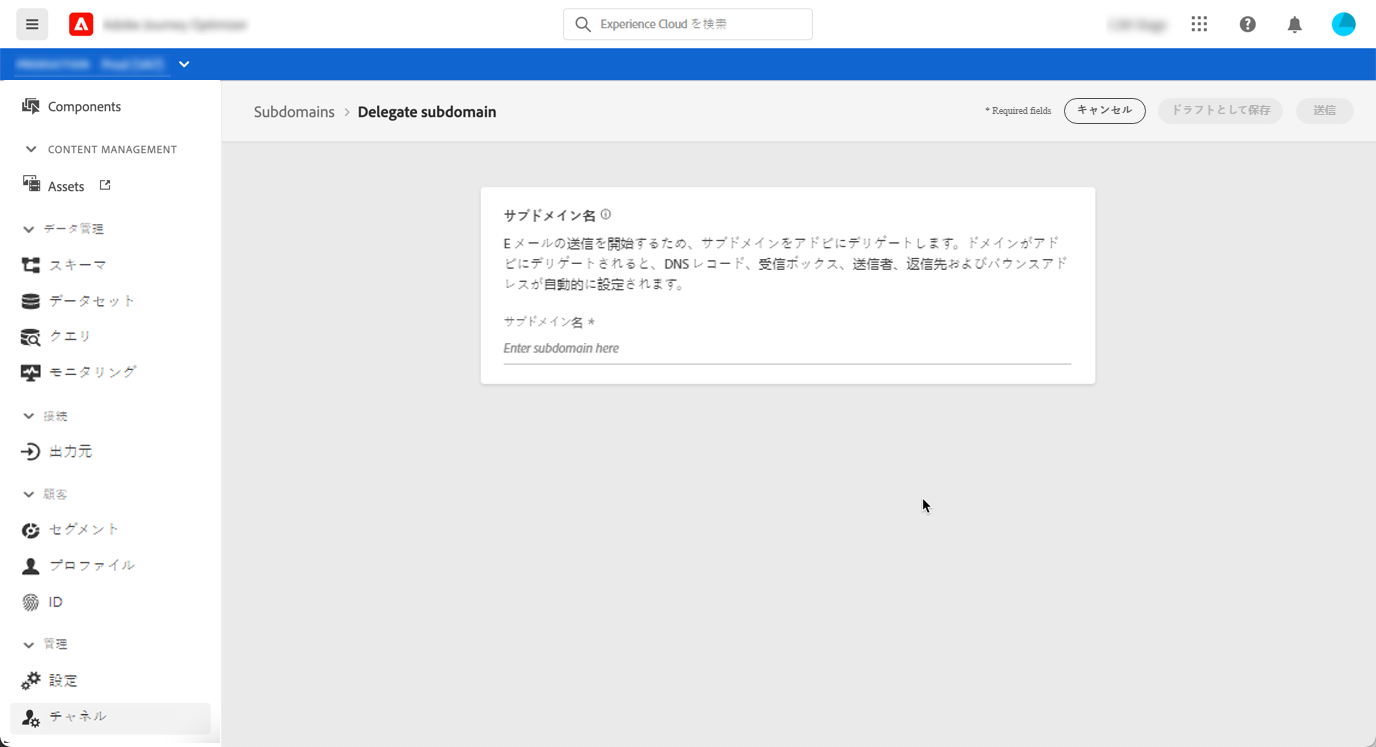 Experience Cloud を検索
Components
CONTENT MANAGEMENT
Assets
データ管理
スキーマ
データセット
クエリ
モニタリング
接続
出力元
顧客
セグメント
プロファイル
ID
管理
設定
チャネル
Subdomains > Delegate subdomain
* Required fields
キャンセル
ドラフトとして保存
送信
サブドメイン名
E メールの送信を開始するため、サブドメインをアドビにデリゲートします。ドメインがアド
ビにデリゲートされると、DNS レコード、受信ボックス、送信者、返信先およびバウンスアド
レスが自動的に設定されます。
サブドメイン名 *
Enter subdomain here